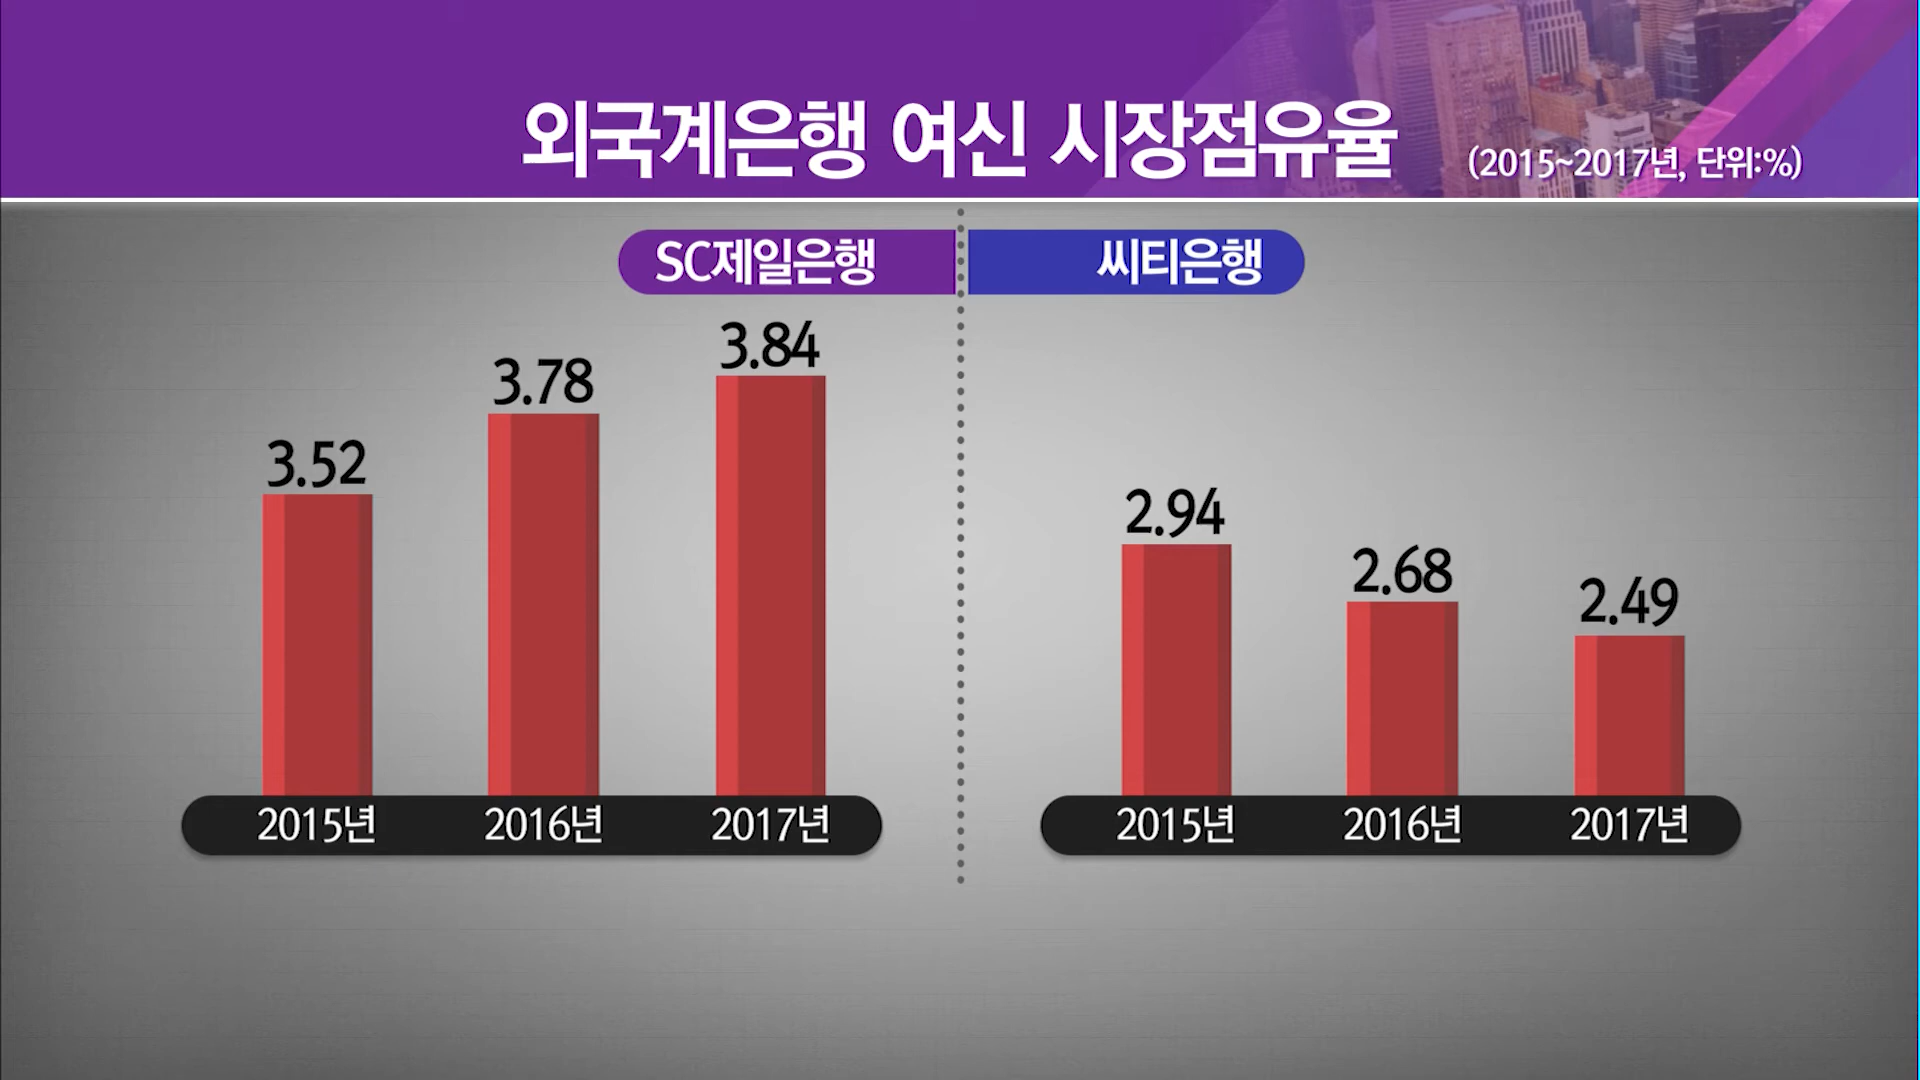 외국계은행 여신 시장점유율 (2015~2017년, 단위:%)
SC제일은행
3.52
3.78
3.84
2015년 2016년 2017년
씨티은행
2.94
2.68
2.49
2015년 2016년 2017년